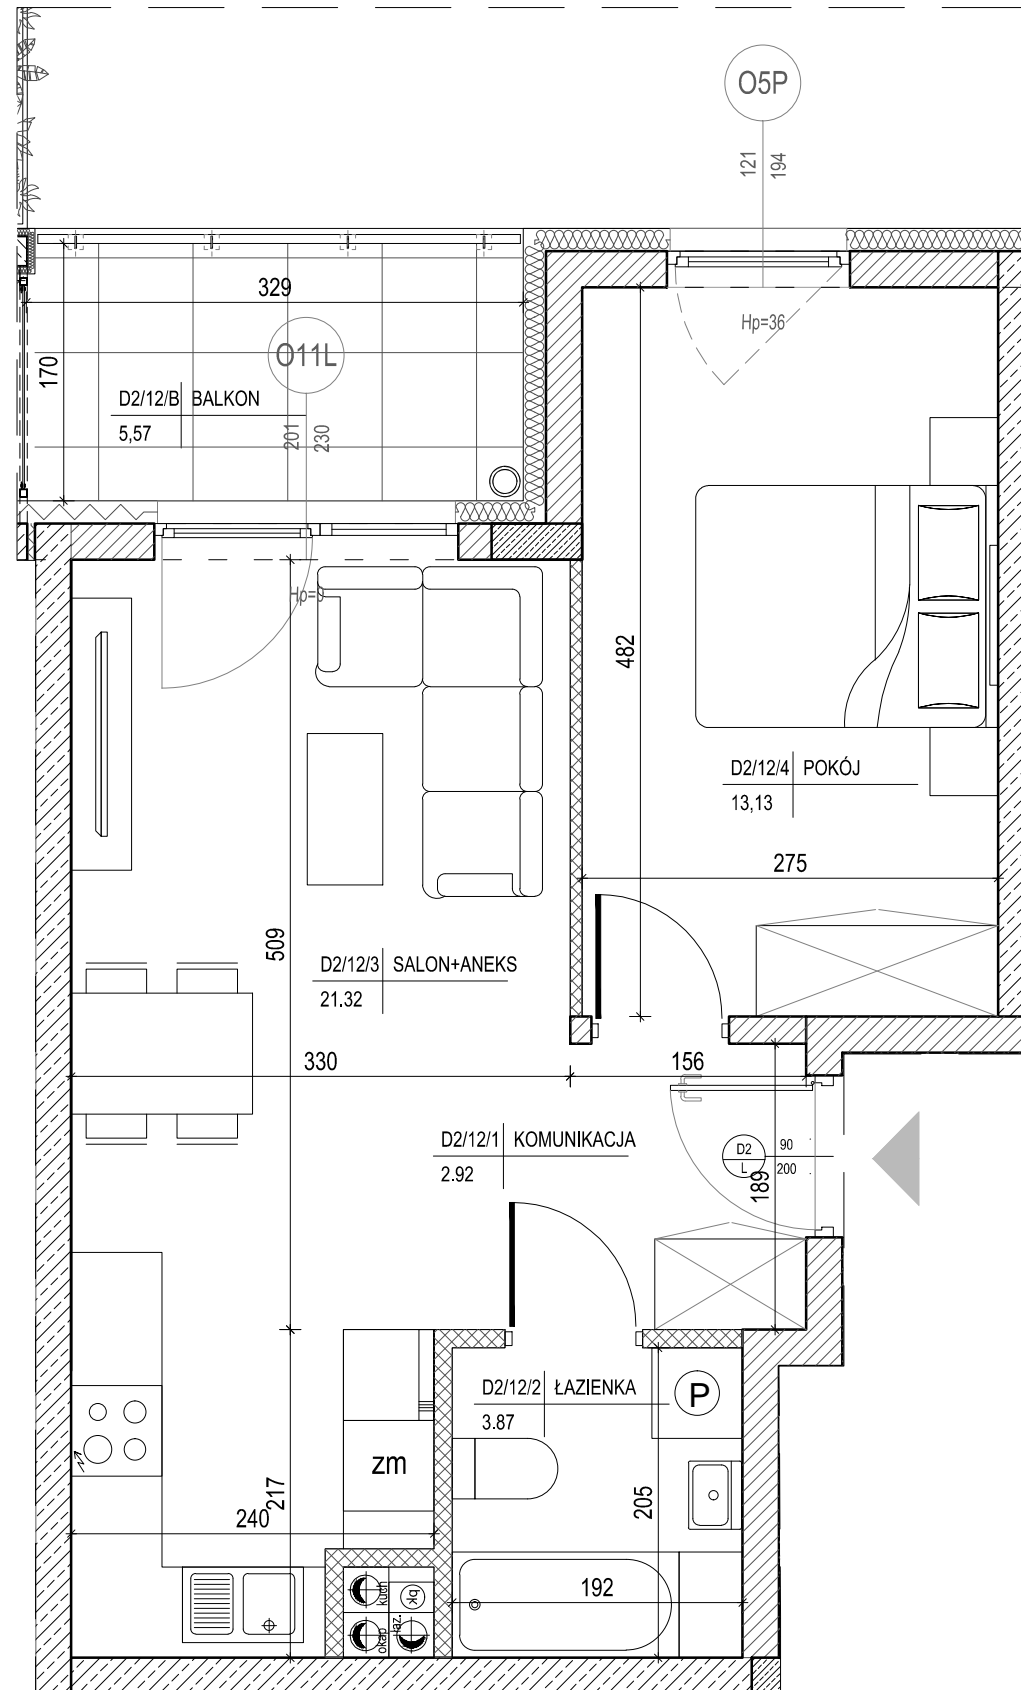 O5P
121
194
329
Hp=36
O11L
170
D2/12/B BALKON
5,57
201
230
482
D2/12/4 POKÓJ
13,13
275
509
D2/12/3 SALON+ANEKS
21.32
330
156
D2/12/1 KOMUNIKACJA
2.92
D2
L
90
200
189
D2/12/2 ŁAZIENKA
3.87
P
zm
217
240
205
192
kuch
bk
okap
łaz.